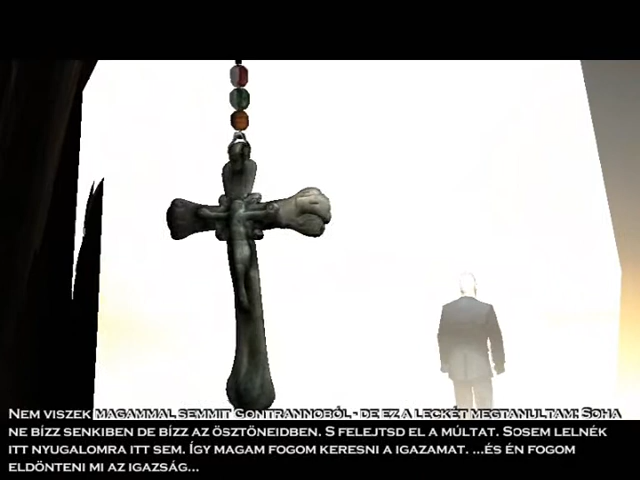 Nem viszek magammal semmit Gontrannoból - de ez a leckét megtanultam: Soha
ne bízz senkiben de bízz az ösztöneidben. S felejtsd el a múltat. Sosem lelnék
itt nyugalomra itt sem. Így magam fogom keresni a igazamat. ...és én fogom
eldönteni mi az igazság...